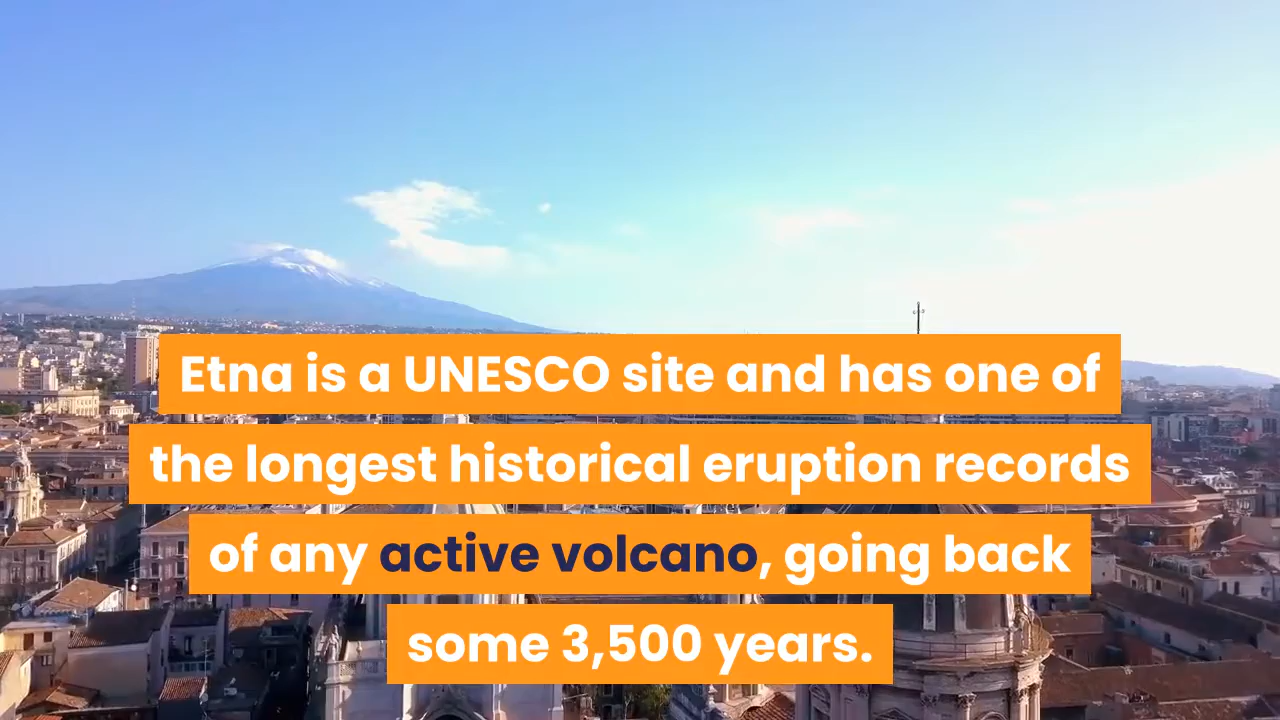 Etna is a UNESCO site and has one of
the longest historical eruption records
of any active volcano, going back
some 3,500 years.